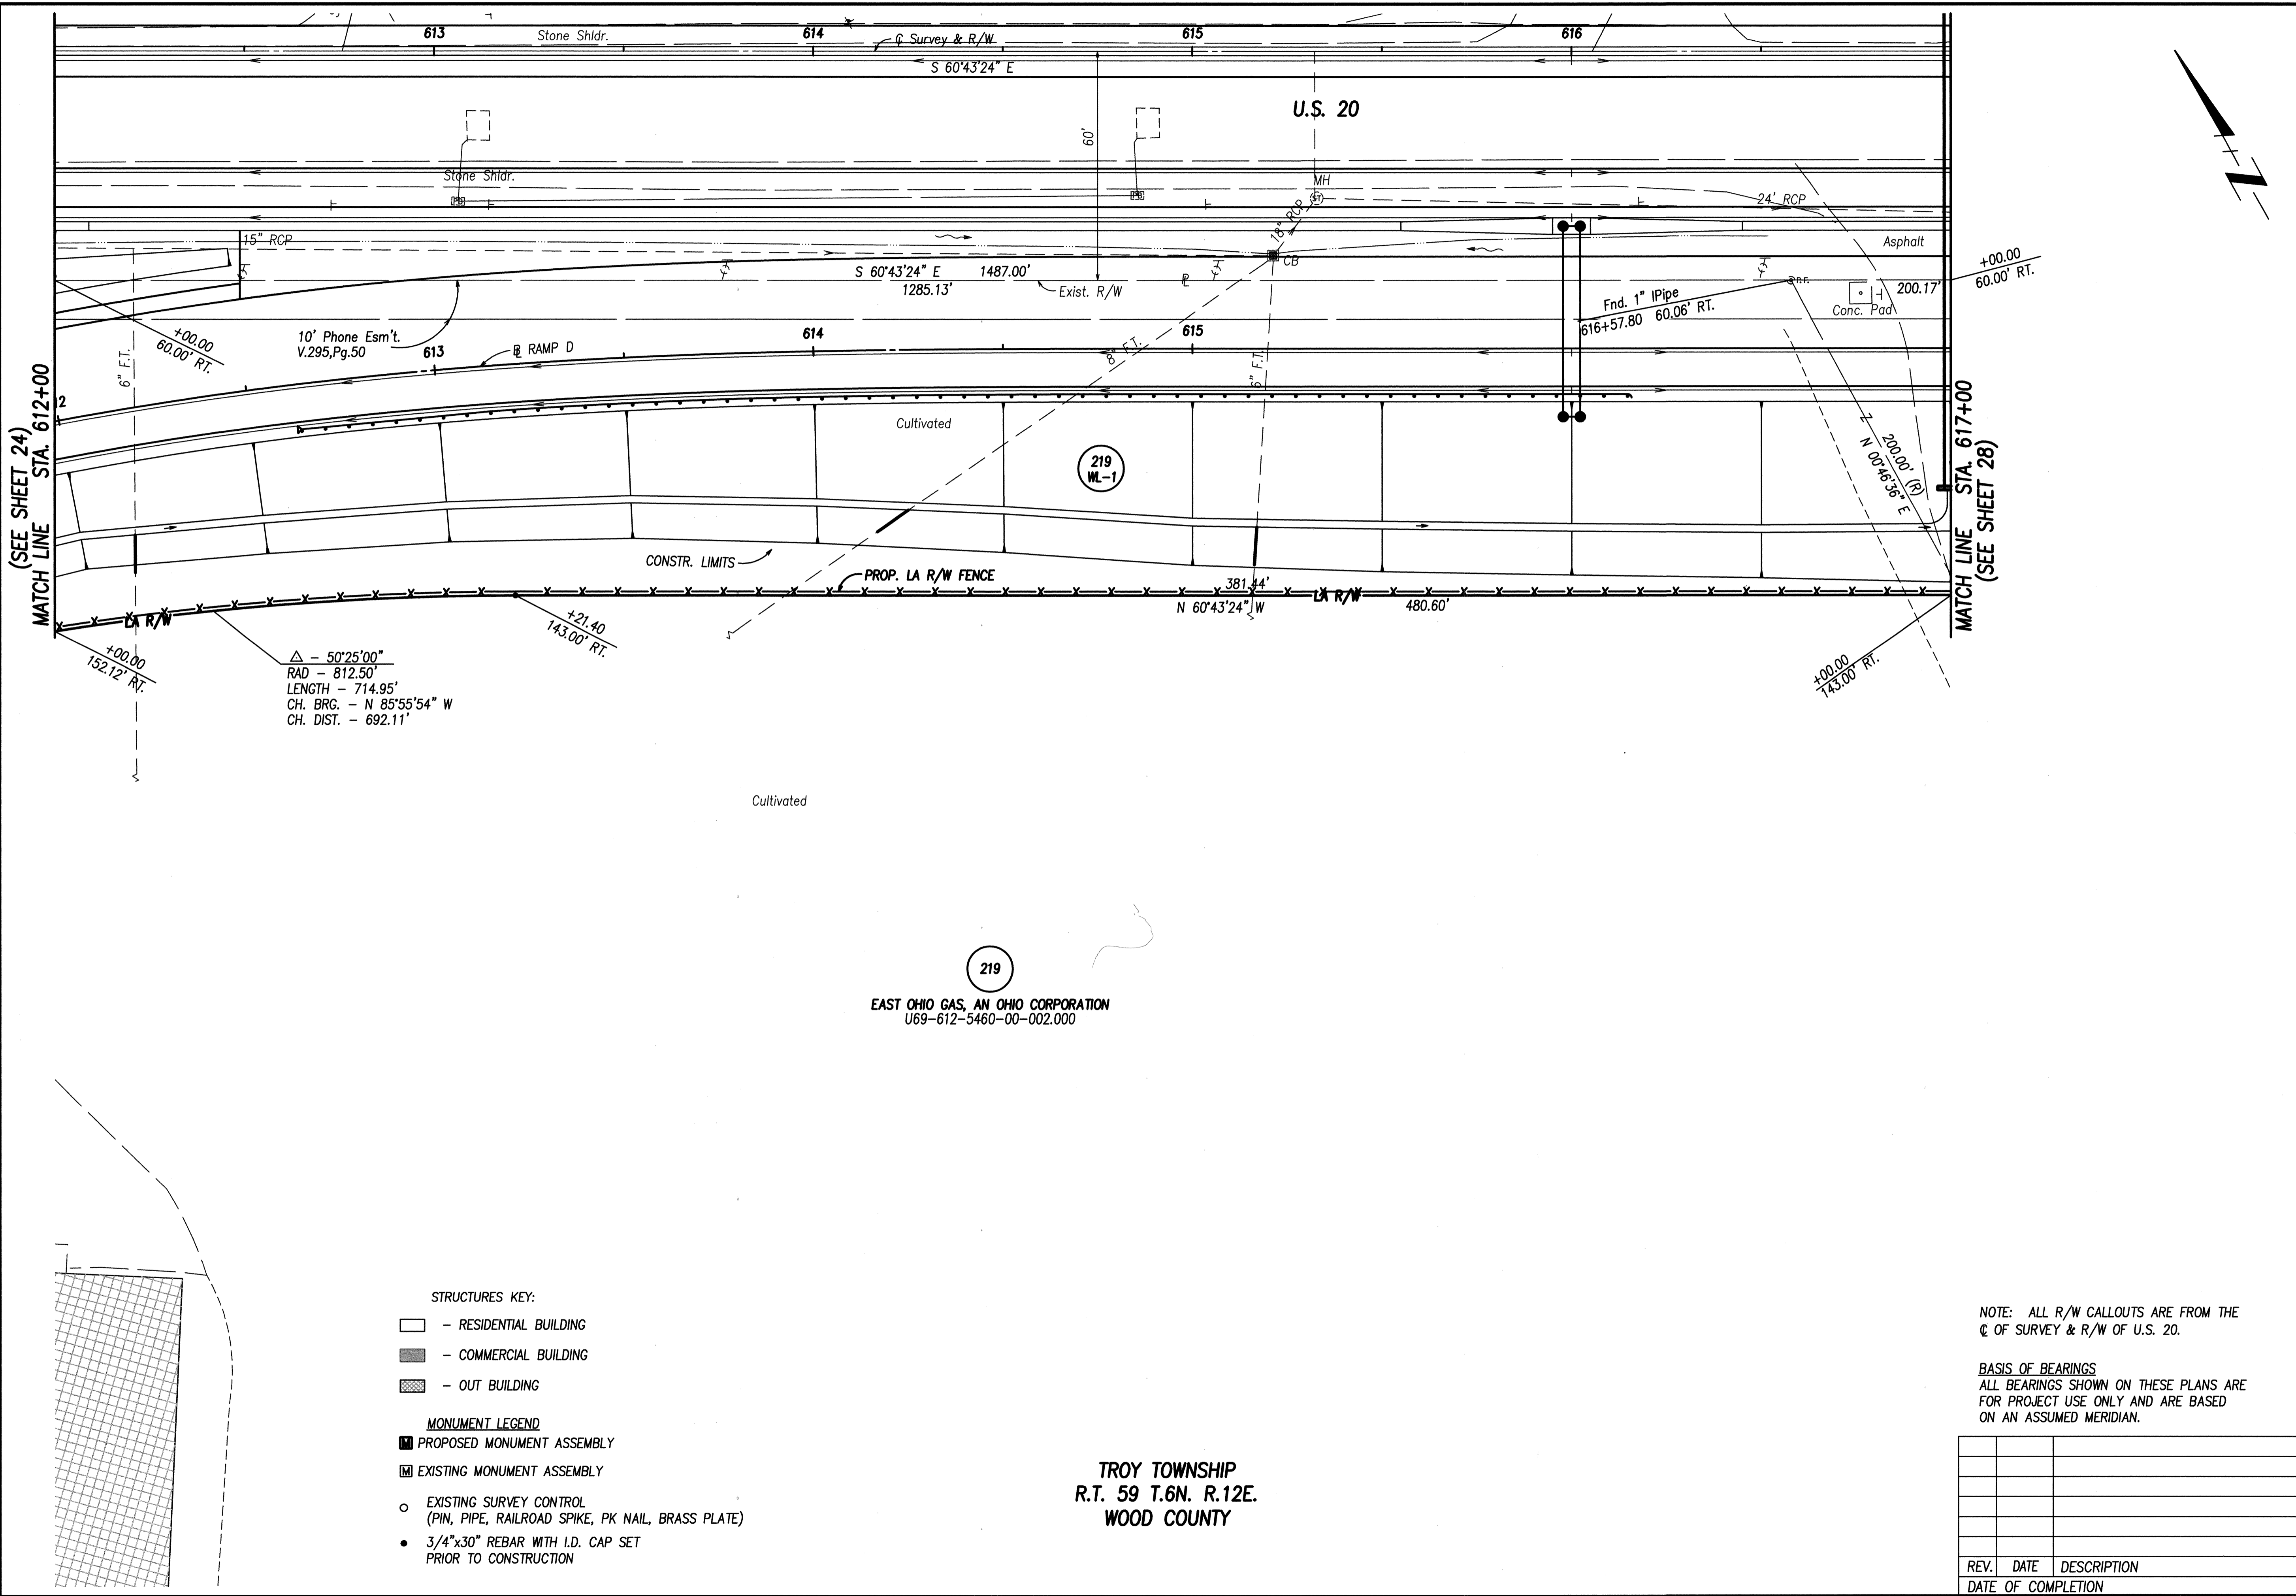 613
Stone Shldr.
614
℄ Survey & R/W
615
616
S 60°43'24" E
U.S. 20
60'
Stone Shldr.
MH
ST
18" RCP
24' RCP
15" RCP
CB
Asphalt
+00.00
60.00' RT.
S 60°43'24" E 1487.00'
1285.13'
Exist. R/W
200.17'
Conc. Pad
Fnd. 1" IPipe
616+57.80 60.06' RT.
+00.00
60.00' RT.
10' Phone Esm't.
V.295,Pg.50
613
RAMP D
614
615
6" F.T.
8" F.T.
6" F.T.
12
(SEE SHEET 24)
MATCH LINE STA. 612+00
Cultivated
219
WL-1
Z
200.00' (R)
N 00°46'36" E
MATCH LINE STA. 617+00
(SEE SHEET 28)
CONSTR. LIMITS
PROP. LA R/W FENCE
381.44'
N 60°43'24" W
LA R/W
480.60'
LA R/W
+21.40
143.00' RT.
+00.00
152.12' RT.
+00.00
143.00' RT.
△ – 50°25'00"
RAD – 812.50'
LENGTH – 714.95'
CH. BRG. – N 85°55'54" W
CH. DIST. – 692.11'
Cultivated
219
EAST OHIO GAS, AN OHIO CORPORATION
U69-612-5460-00-002.000
STRUCTURES KEY:
– RESIDENTIAL BUILDING
– COMMERCIAL BUILDING
– OUT BUILDING
MONUMENT LEGEND
M PROPOSED MONUMENT ASSEMBLY
M EXISTING MONUMENT ASSEMBLY
EXISTING SURVEY CONTROL
(PIN, PIPE, RAILROAD SPIKE, PK NAIL, BRASS PLATE)
3/4"x30" REBAR WITH I.D. CAP SET
PRIOR TO CONSTRUCTION
TROY TOWNSHIP
R.T. 59 T.6N. R.12E.
WOOD COUNTY
NOTE: ALL R/W CALLOUTS ARE FROM THE
℄ OF SURVEY & R/W OF U.S. 20.
BASIS OF BEARINGS
ALL BEARINGS SHOWN ON THESE PLANS ARE
FOR PROJECT USE ONLY AND ARE BASED
ON AN ASSUMED MERIDIAN.
REV. DATE DESCRIPTION
DATE OF COMPLETION